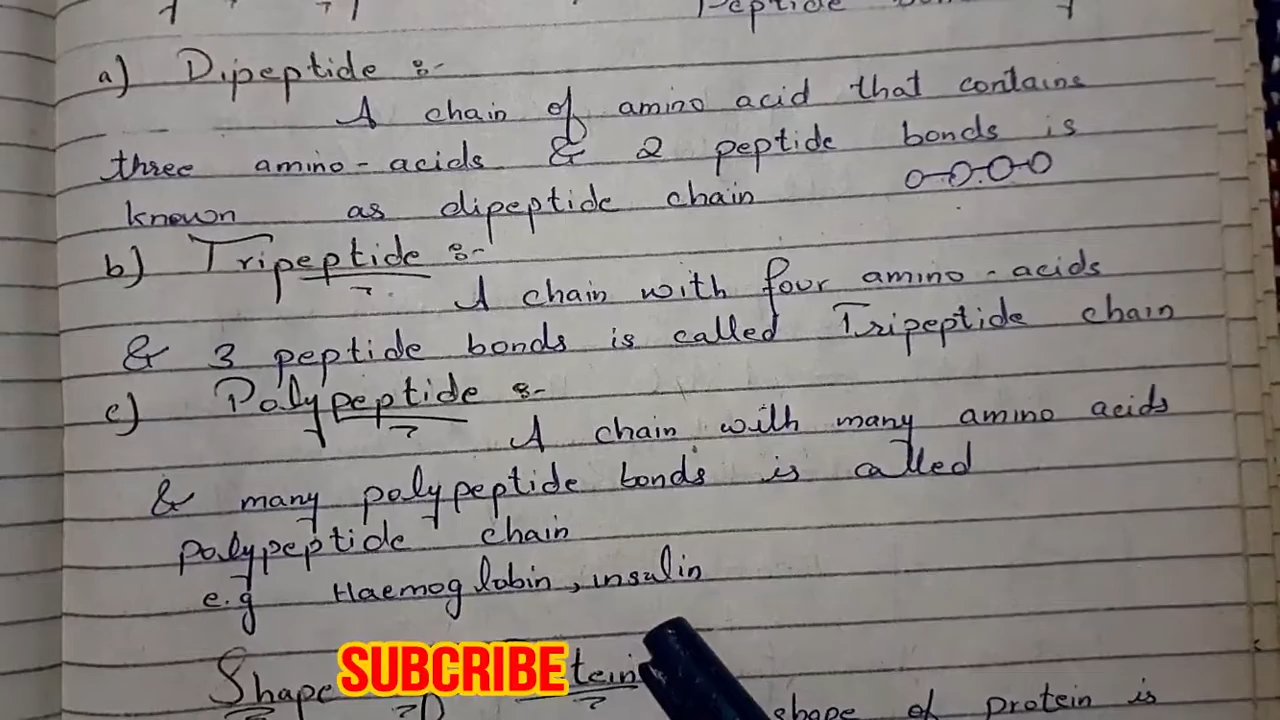 Peptide
a) Dipeptide :-
A chain of amino acid that contains
three amino-acids & 2 peptide bonds is
known as dipeptide chain
b) Tripeptide :-
A chain with four amino-acids
& 3 peptide bonds is called Tripeptide chain
c) Polypeptide :-
A chain with many amino acids
& many polypeptide bonds is called
polypeptide chain
e.g Haemoglobin, insulin
Shape tein
SUBCRIBE
shape of protein is